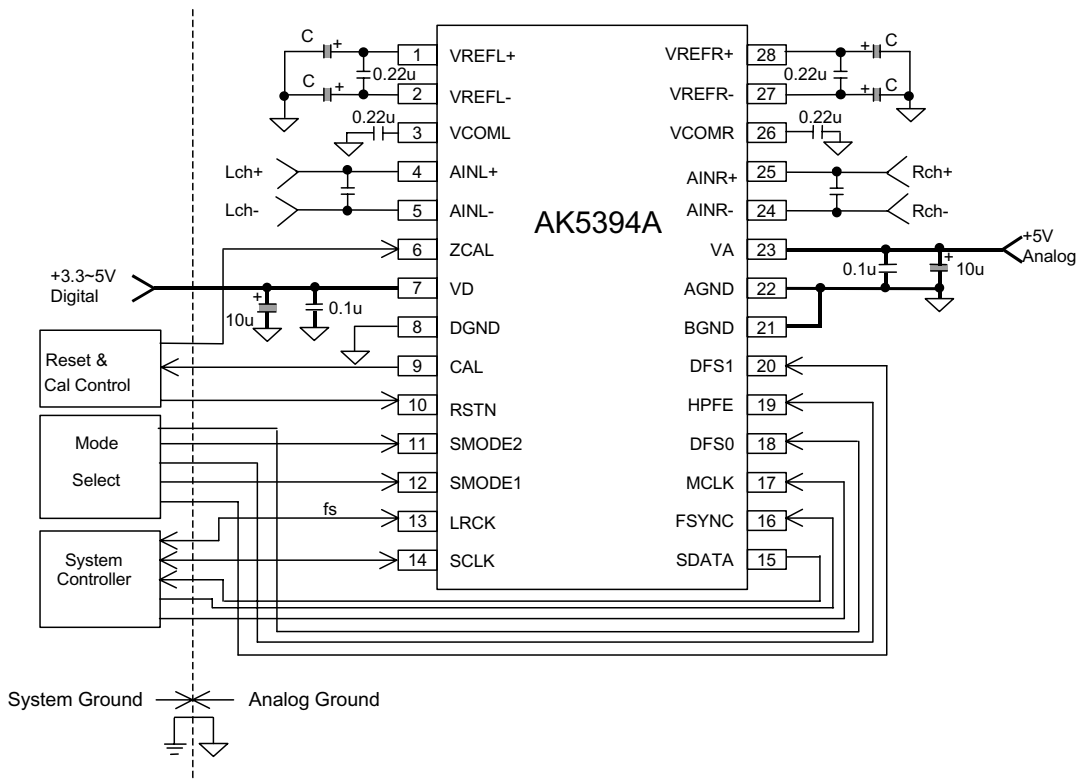 C + 1 VREFL+ VREFR+ 28 + C
0.22u 0.22u
C + 2 VREFL- VREFR- 27 + C
0.22u 3 VCOML VCOMR 26 0.22u
Lch+ 4 AINL+ AINR+ 25 Rch+
Lch- 5 AINL- AINR- 24 Rch-
AK5394A
6 ZCAL VA 23 +5V
Analog
+3.3~5V
Digital
7 VD AGND 22
+ 10u 0.1u 0.1u + 10u
8 DGND BGND 21
Reset &
Cal Control
9 CAL DFS1 20
10 RSTN HPFE 19
Mode
Select
11 SMODE2 DFS0 18
12 SMODE1 MCLK 17
fs 13 LRCK FSYNC 16
System
Controller
14 SCLK SDATA 15
System Ground Analog Ground